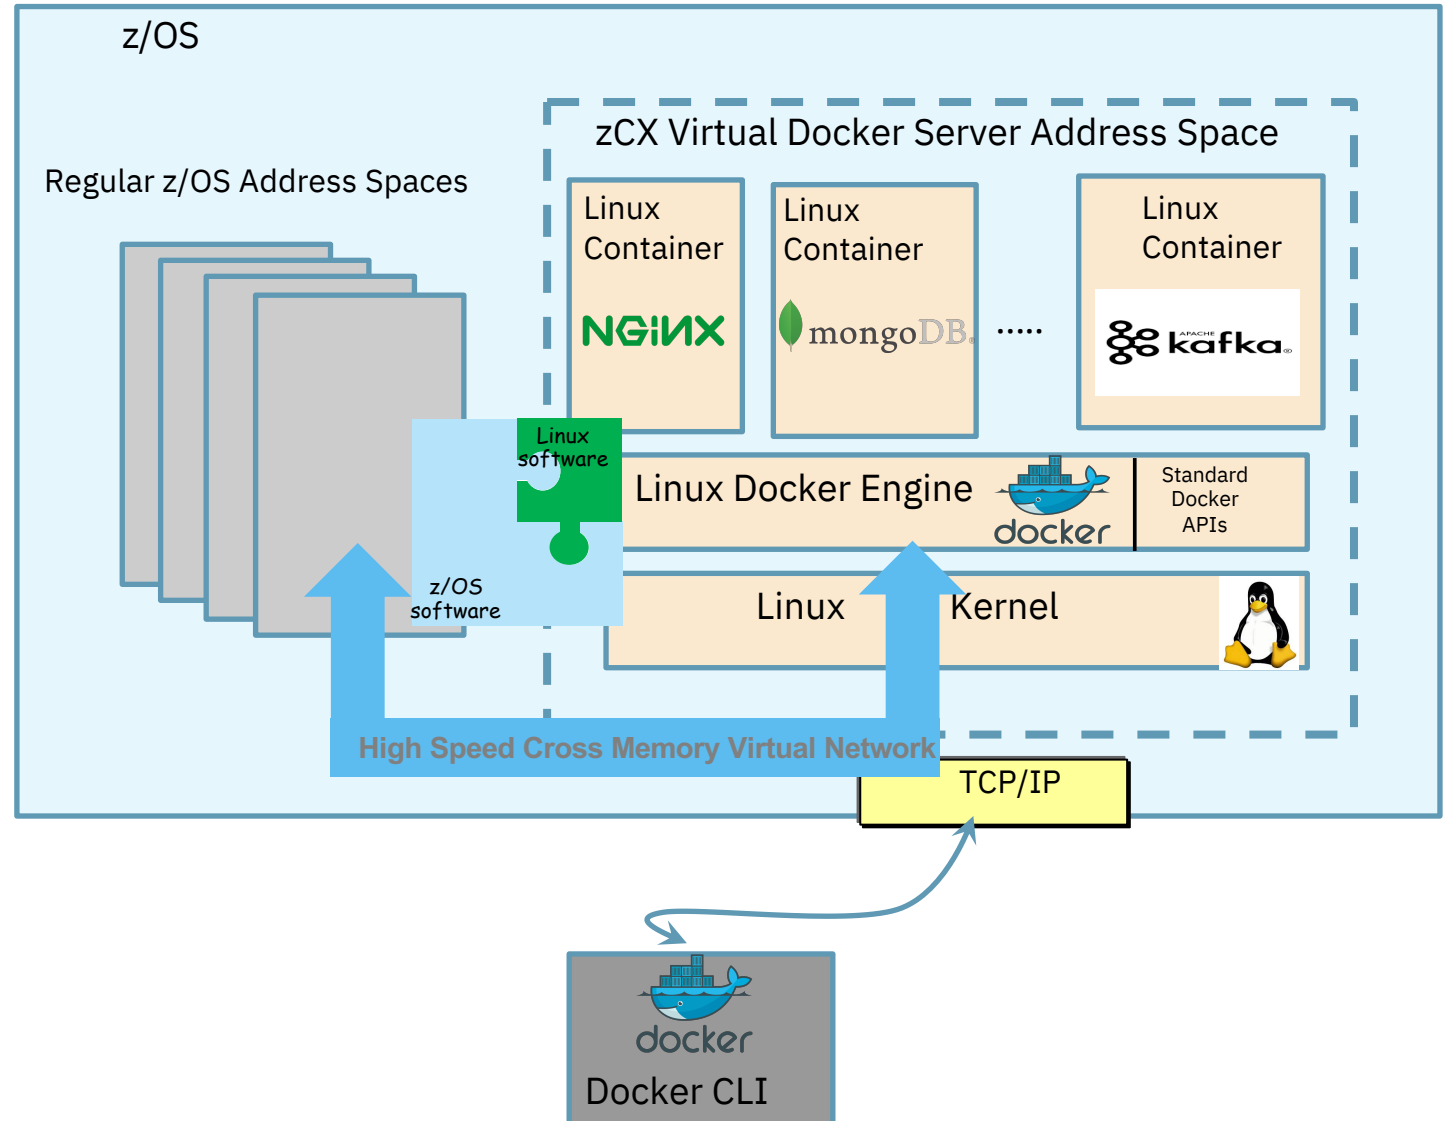 z/OS
zCX Virtual Docker Server Address Space
Regular z/OS Address Spaces
Linux
Container
NGiNX
Linux
Container
mongoDB®
.....
Linux
Container
APACHE
kafka®
Linux
software
z/OS
software
Linux Docker Engine
docker
Standard
Docker
APIs
Linux Kernel
High Speed Cross Memory Virtual Network
TCP/IP
docker
Docker CLI